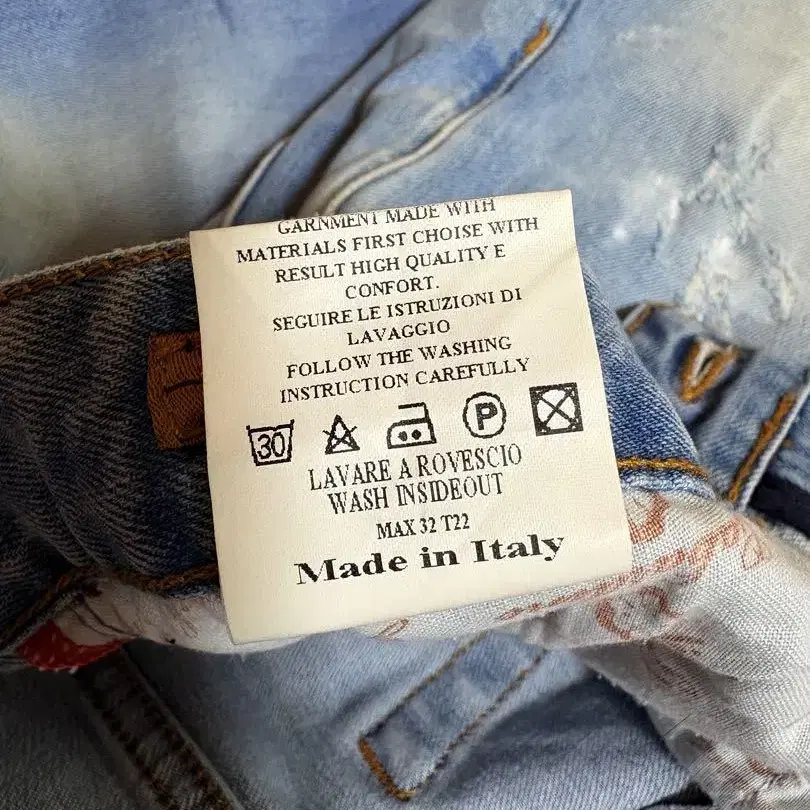 GARNMENT MADE WITH
MATERIALS FIRST CHOISE WITH
RESULT HIGH QUALITY E
CONFORT.
SEGUIRE LE ISTRUZIONI DI
LAVAGGIO
FOLLOW THE WASHING
INSTRUCTION CAREFULLY
30 P
LAVARE A ROVESCIO
WASH INSIDEOUT
MAX 32 T22
Made in Italy